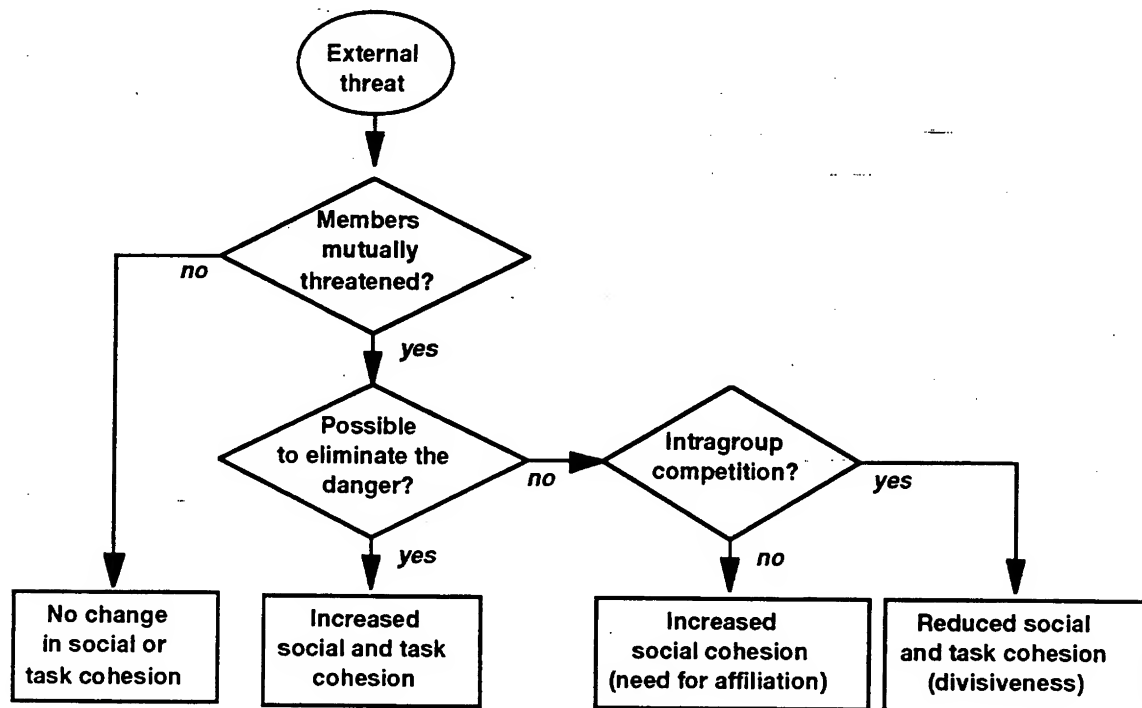 External
threat
Members
mutually
threatened?
no
yes
Possible
to eliminate the
danger?
no
Intragroup
competition?
yes
yes
no
No change
in social or
task cohesion
Increased
social and task
cohesion
Increased
social cohesion
(need for affiliation)
Reduced social
and task cohesion
(divisiveness)